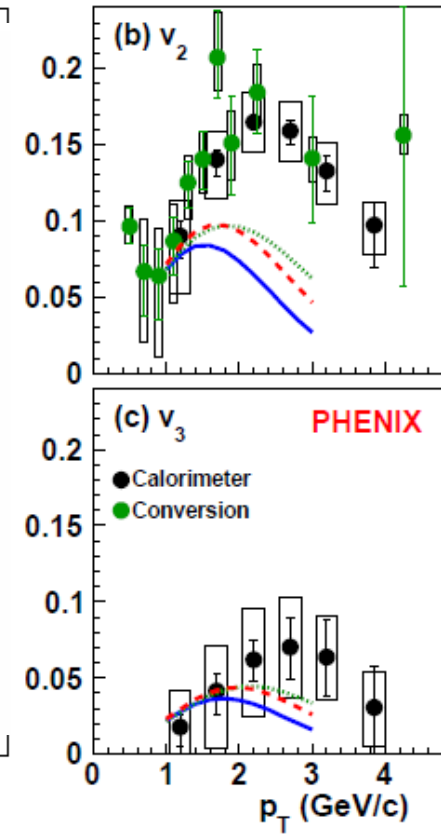 (b) v2
0.2
0.15
0.1
0.05
0
(c) v3
PHENIX
0.2
Calorimeter
Conversion
0.15
0.1
0.05
0
0 1 2 3 4
pT (GeV/c)